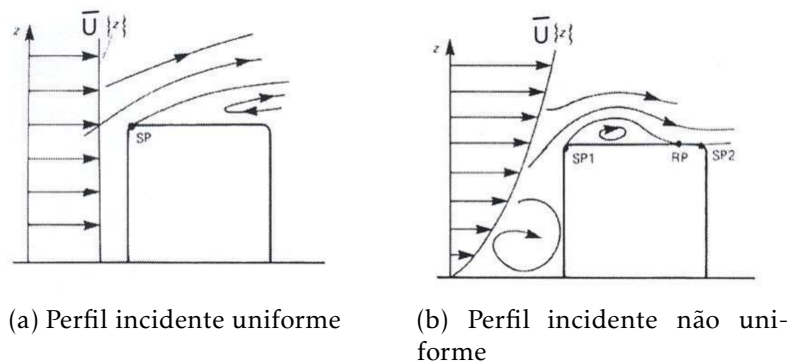 z U̅ {z}
SP
(a) Perfil incidente uniforme
z U̅ {z}
SP1 RP SP2
(b) Perfil incidente não uni-
forme